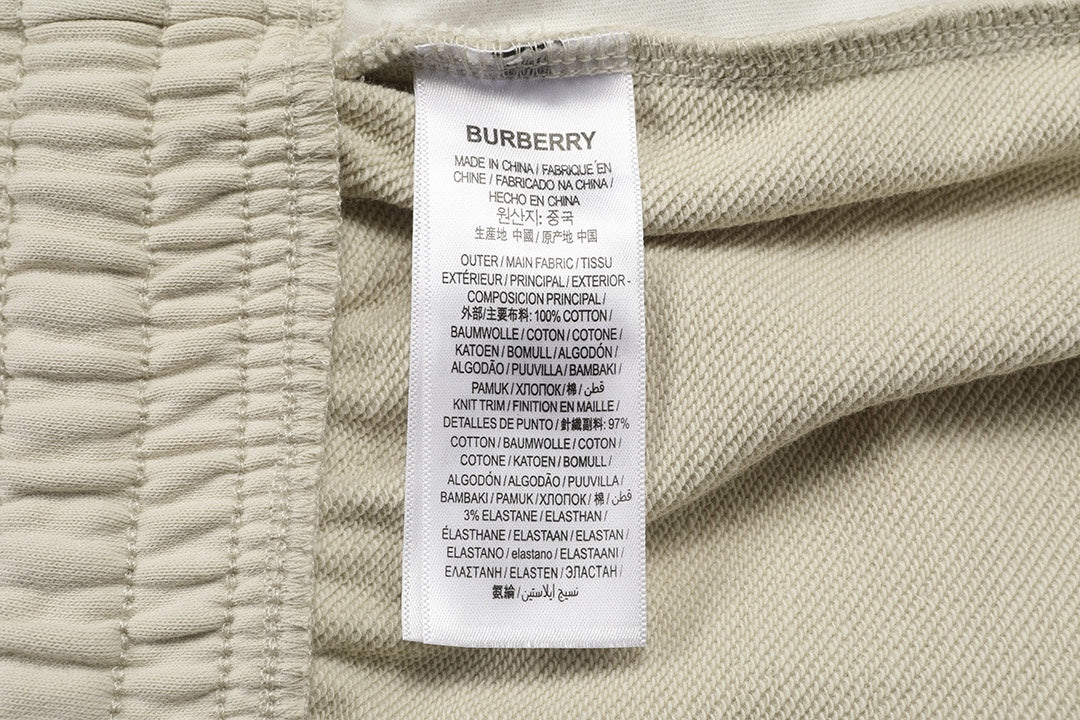 BURBERRY
MADE IN CHINA / FABRIQUE EN
CHINE / FABRICADO NA CHINA /
HECHO EN CHINA
원산지: 중국
生産地 中國 / 原产地 中国
OUTER / MAIN FABRIC / TISSU
EXTÉRIEUR / PRINCIPAL / EXTERIOR -
COMPOSICION PRINCIPAL /
外部/主要布料: 100% COTTON /
BAUMWOLLE / COTON / COTONE /
KATOEN / BOMULL / ALGODÓN /
ALGODÃO / PUUVILLA / BAMBAKI /
PAMUK / ХЛОПОК / 棉 / قطن /
KNIT TRIM / FINITION EN MAILLE /
DETALLES DE PUNTO / 針織副料: 97%
COTTON / BAUMWOLLE / COTON /
COTONE / KATOEN / BOMULL /
ALGODÓN / ALGODÃO / PUUVILLA /
BAMBAKI / PAMUK / ХЛОПОК / 棉 / قطن
3% ELASTANE / ELASTHAN /
ÉLASTHANE / ELASTAAN / ELASTAN /
ELASTANO / elastano / ELASTAANI /
ΕΛΑΣΤΑΝΗ / ELASTEN / ЭЛАСТАН /
氨綸 / نسيج إيلاستين